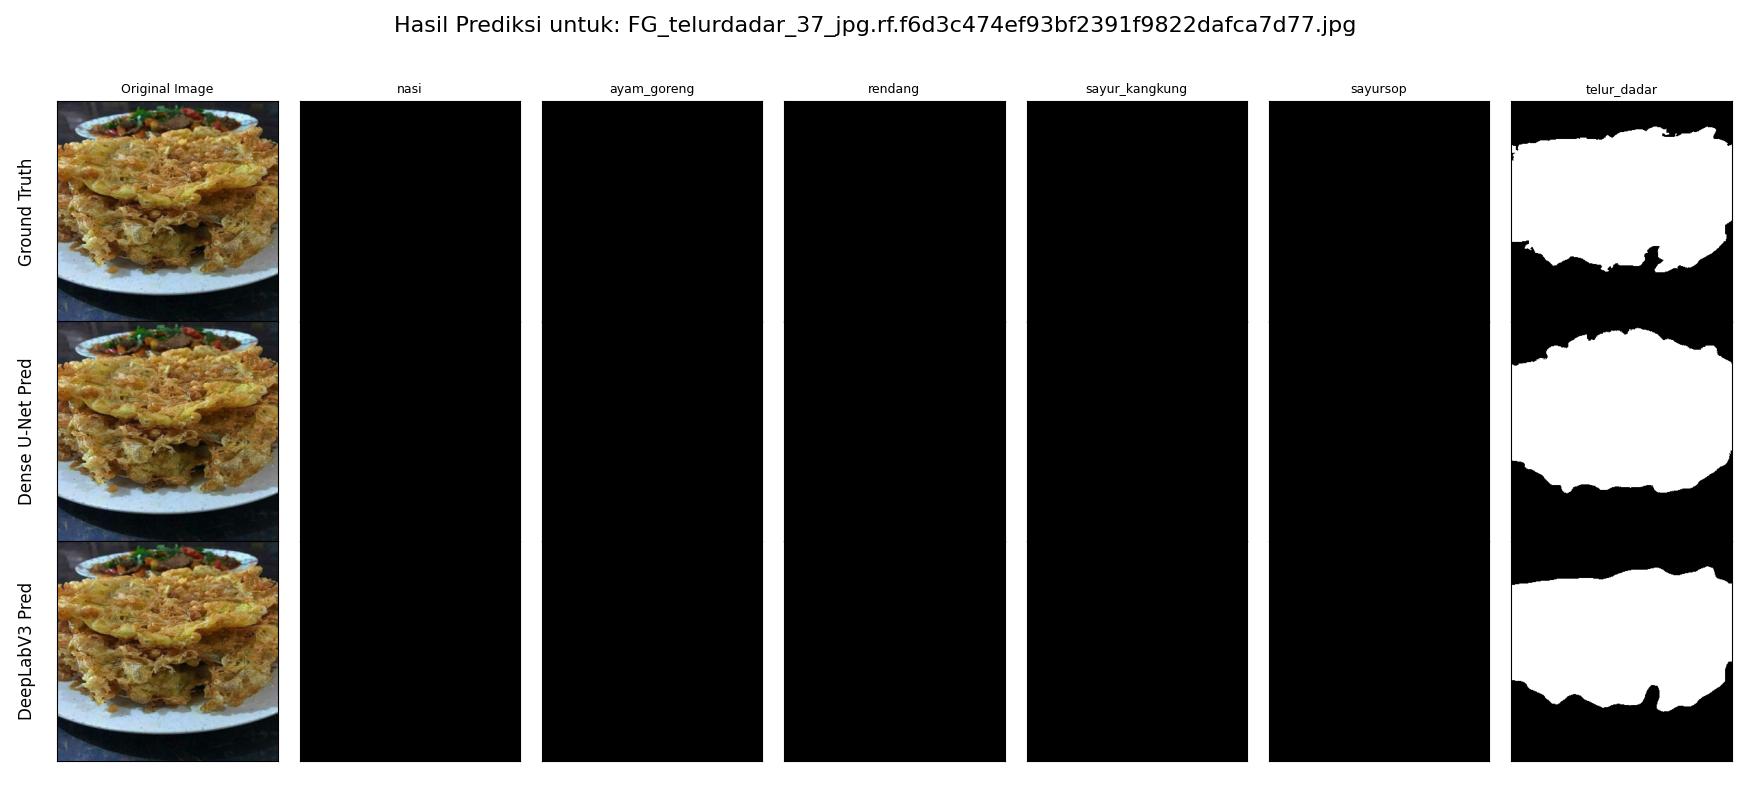 Hasil Prediksi untuk: FG_telurdadar_37_jpg.rf.f6d3c474ef93bf2391f9822dafca7d77.jpg
Original Image
nasi
ayam_goreng
rendang
sayur_kangkung
sayursop
telur_dadar
Ground Truth
Dense U-Net Pred
DeepLabV3 Pred